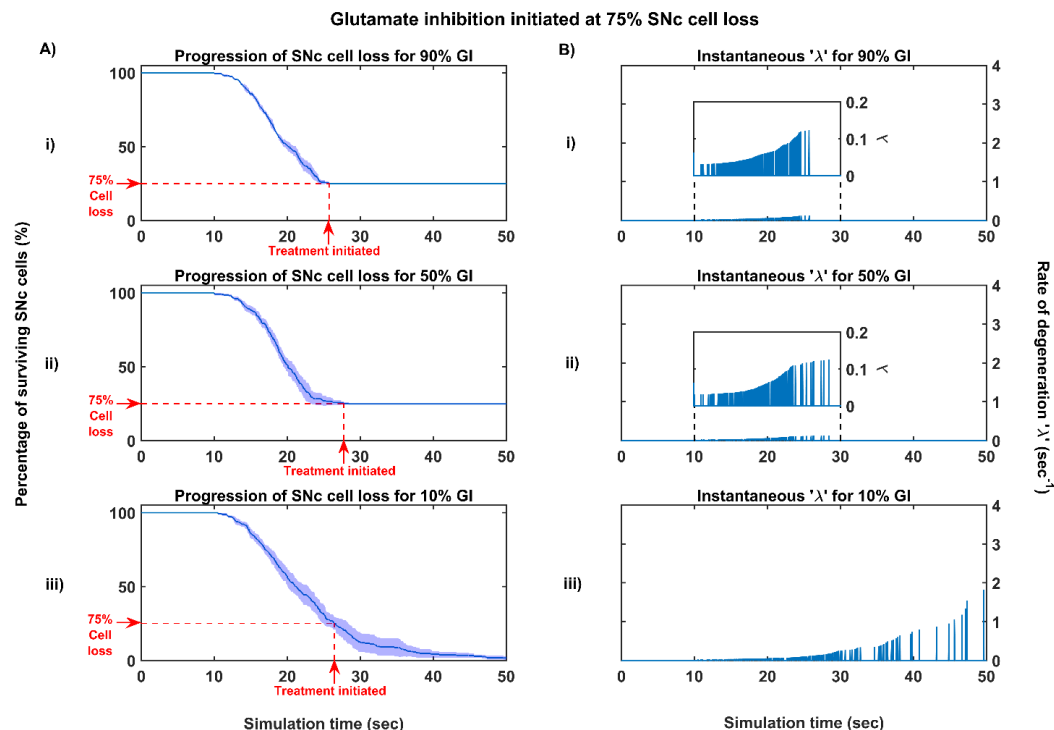 Glutamate inhibition initiated at 75% SNc cell loss
A)
Progression of SNc cell loss for 90% GI
i)
100
50
0
75%
Cell
loss
0 10 20 30 40 50
Treatment initiated
Progression of SNc cell loss for 50% GI
ii)
100
50
0
75%
Cell
loss
0 10 20 30 40 50
Treatment initiated
Progression of SNc cell loss for 10% GI
iii)
100
50
0
75%
Cell
loss
0 10 20 30 40 50
Treatment initiated
Percentage of surviving SNc cells (%)
Simulation time (sec)
B)
Instantaneous 'λ' for 90% GI
i)
0.2
0.1
0
λ
4
3
2
1
0
0 10 20 30 40 50
Instantaneous 'λ' for 50% GI
ii)
0.2
0.1
0
λ
4
3
2
1
0
0 10 20 30 40 50
Instantaneous 'λ' for 10% GI
iii)
4
3
2
1
0
0 10 20 30 40 50
Rate of degeneration 'λ' (sec⁻¹)
Simulation time (sec)